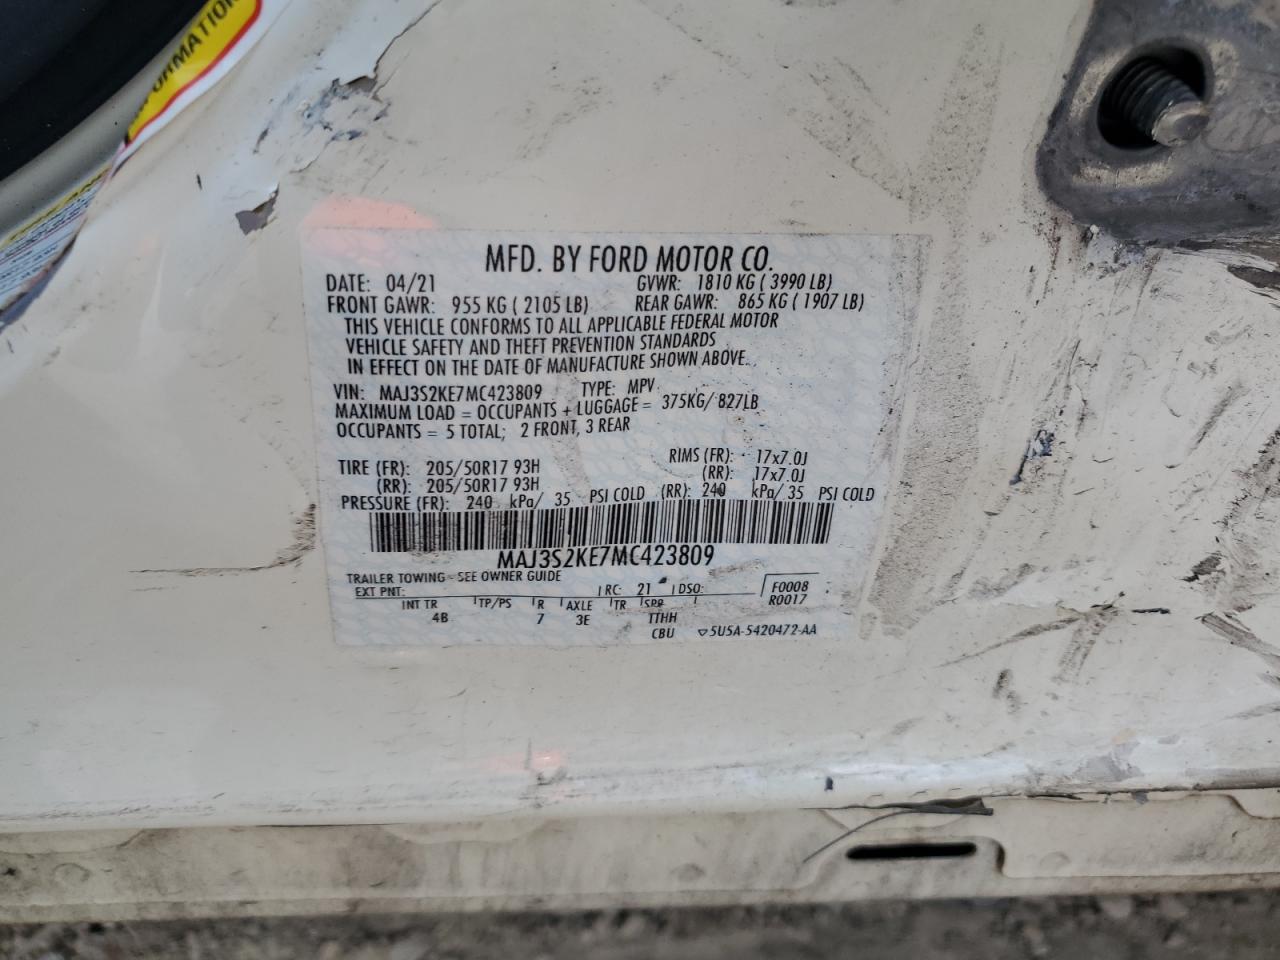 ORMATION
MFD. BY FORD MOTOR CO.
DATE: 04/21 GVWR: 1810 KG ( 3990 LB)
FRONT GAWR: 955 KG ( 2105 LB) REAR GAWR: 865 KG ( 1907 LB)
THIS VEHICLE CONFORMS TO ALL APPLICABLE FEDERAL MOTOR
VEHICLE SAFETY AND THEFT PREVENTION STANDARDS
IN EFFECT ON THE DATE OF MANUFACTURE SHOWN ABOVE.
VIN: MAJ3S2KE7MC423809 TYPE: MPV
MAXIMUM LOAD = OCCUPANTS + LUGGAGE = 375KG/ 827LB
OCCUPANTS = 5 TOTAL; 2 FRONT, 3 REAR
TIRE (FR): 205/50R17 93H RIMS (FR): 17x7.0J
(RR): 205/50R17 93H (RR): 17x7.0J
PRESSURE (FR): 240 kPa/ 35 PSI COLD (RR): 240 kPa/ 35 PSI COLD
MAJ3S2KE7MC423809
TRAILER TOWING - SEE OWNER GUIDE
EXT PNT: RC: 21 DSO: F0008
R0017
INT TR TP/PS R AXLE TR SPR
4B 7 3E TTHH
CBU 5U5A-5420472-AA